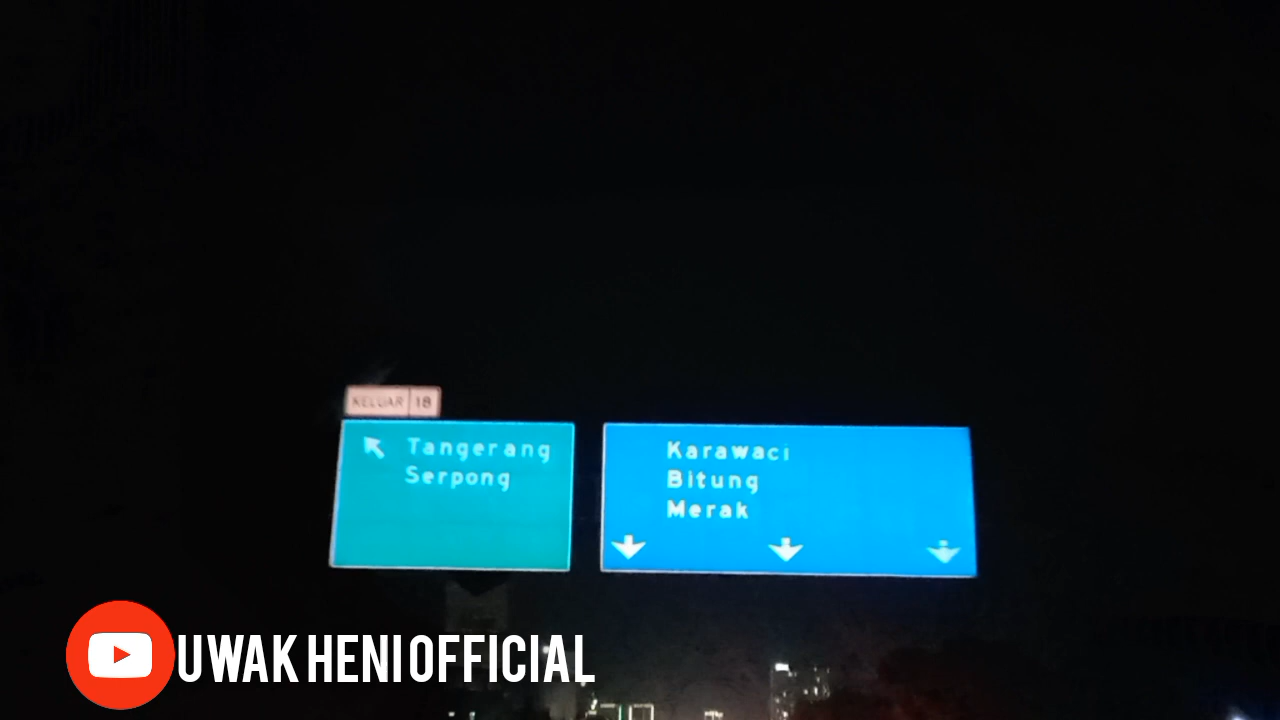 KELUAR 18
Tangerang
Serpong
Karawaci
Bitung
Merak
UWAK HENI OFFICIAL